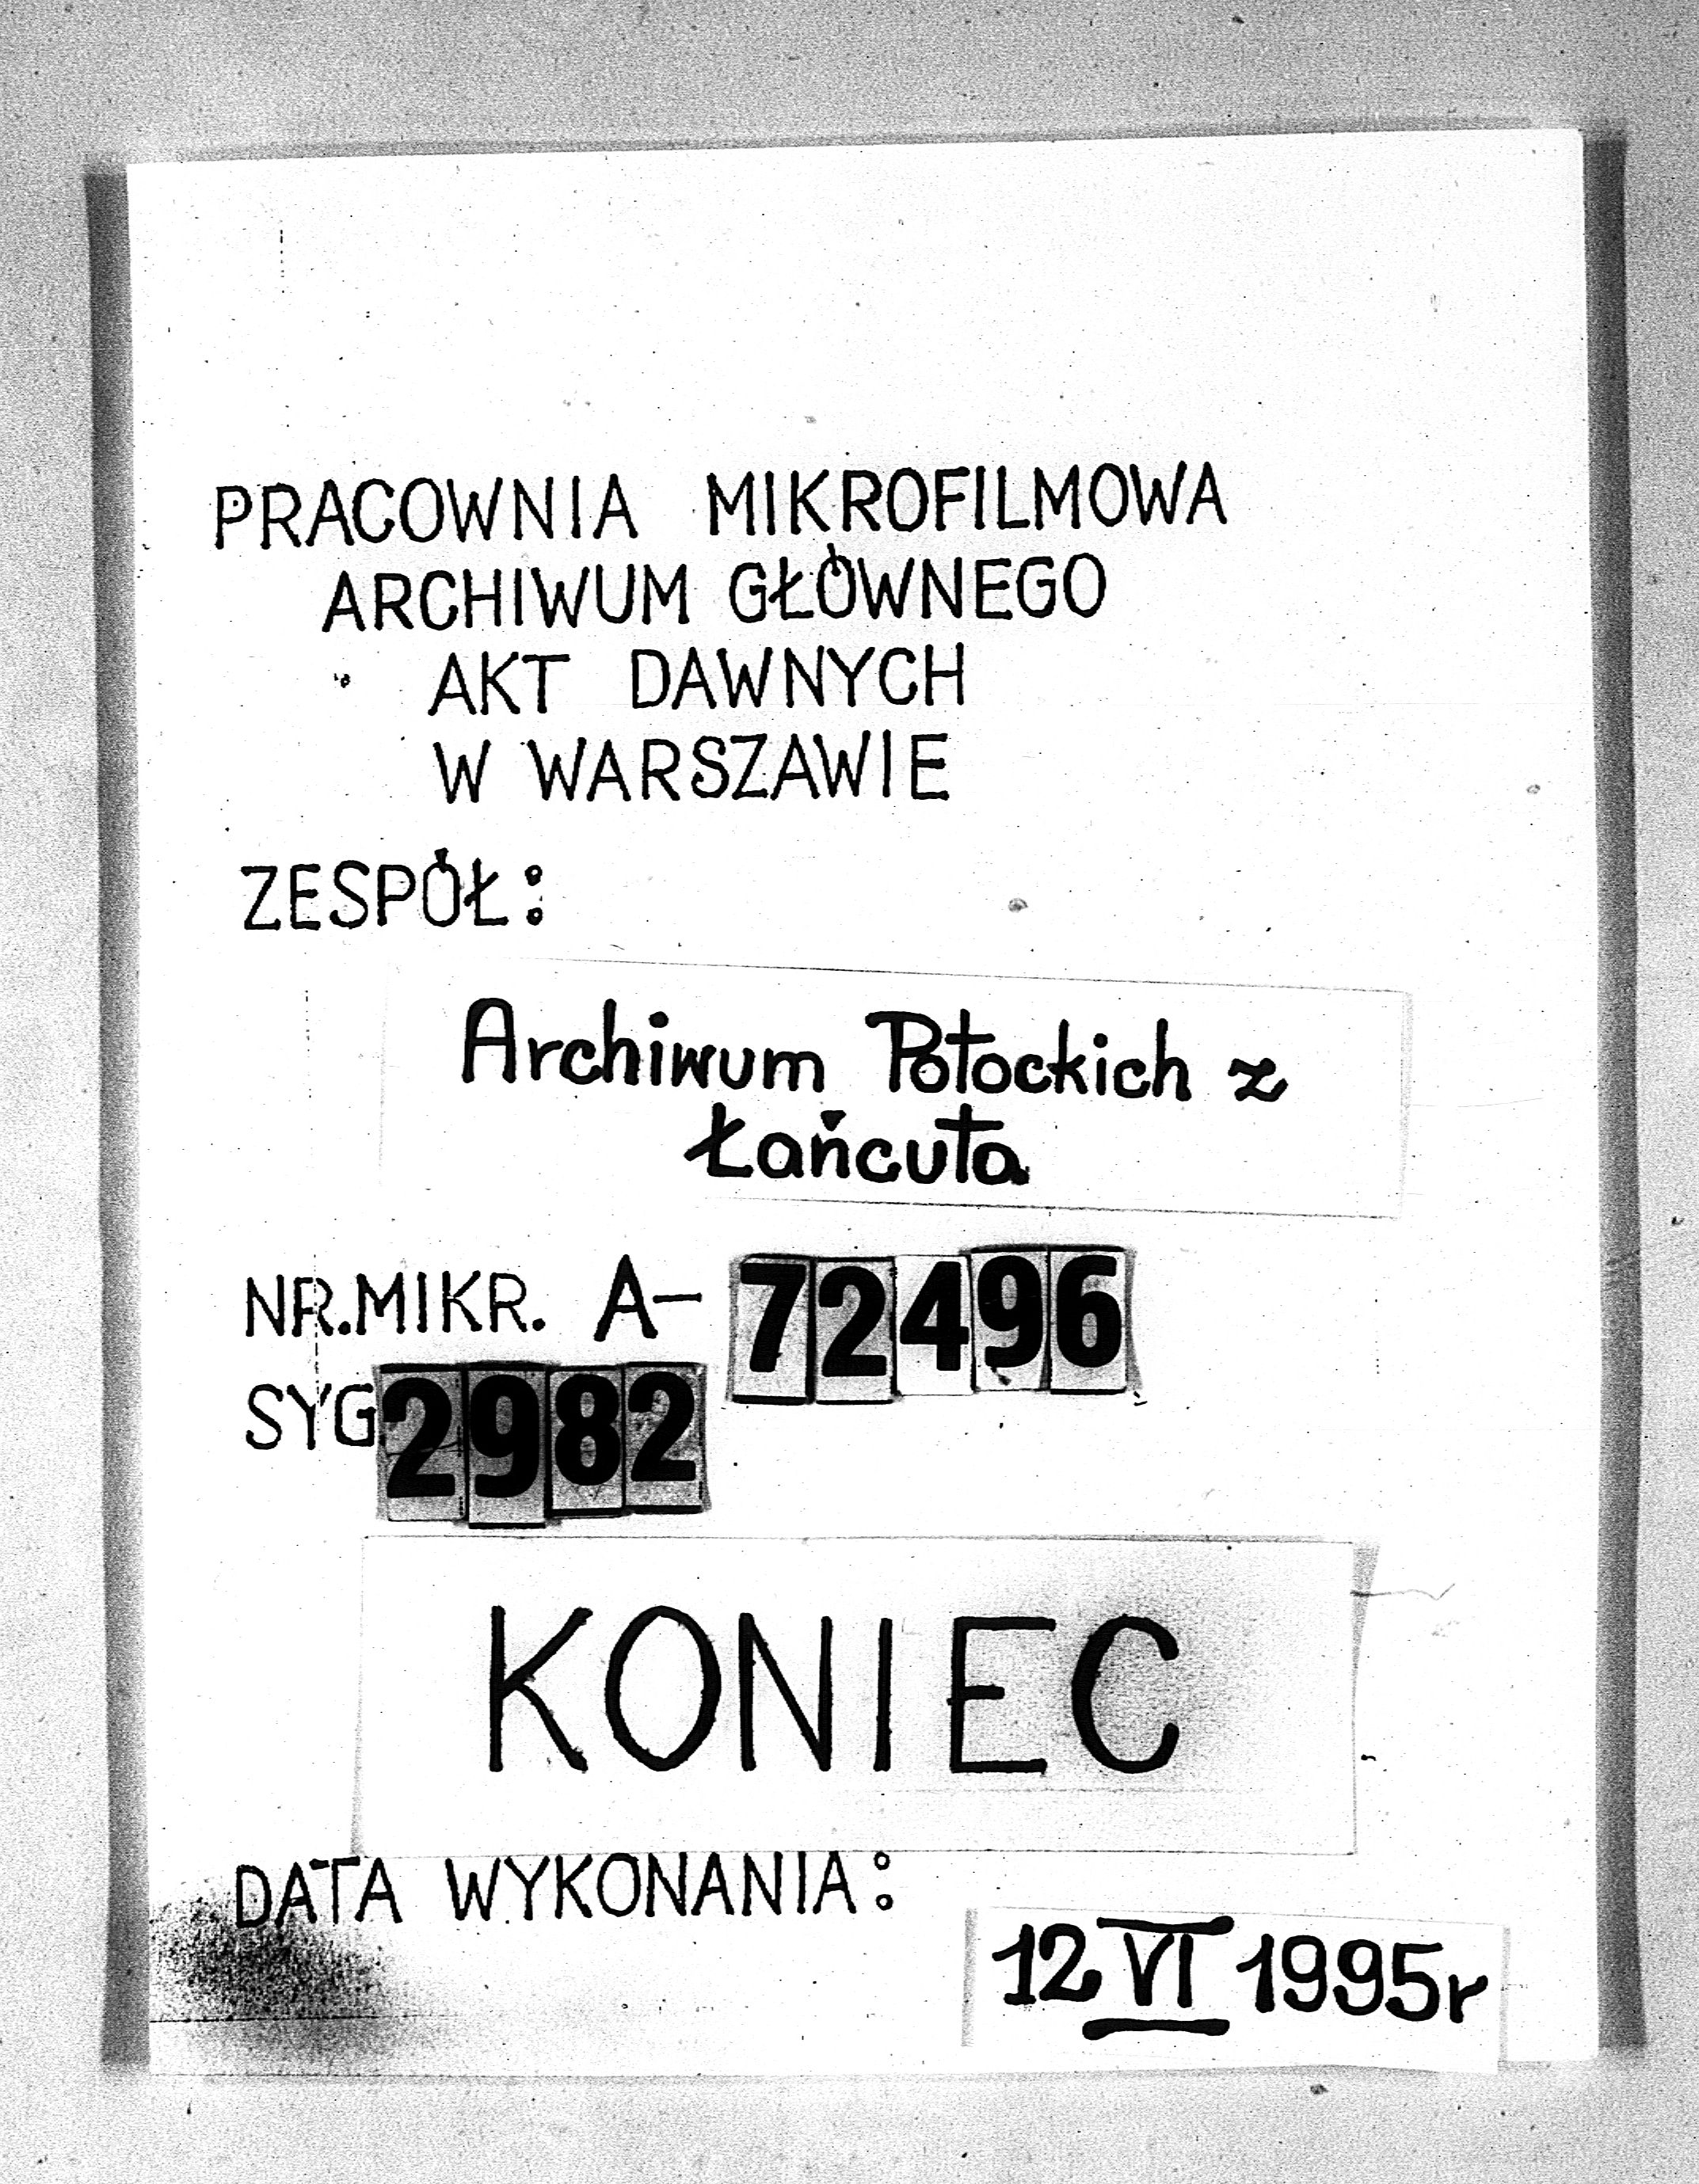 PRACOWNIA MIKROFILMOWA
ARCHIWUM GŁÓWNEGO
AKT DAWNYCH
W WARSZAWIE
ZESPÓŁ:
Archiwum Potockich z
Łańcuta
NR.MIKR. A- 72496
SYG 2982
KONIEC
DATA WYKONANIA:
12 VI 1995r